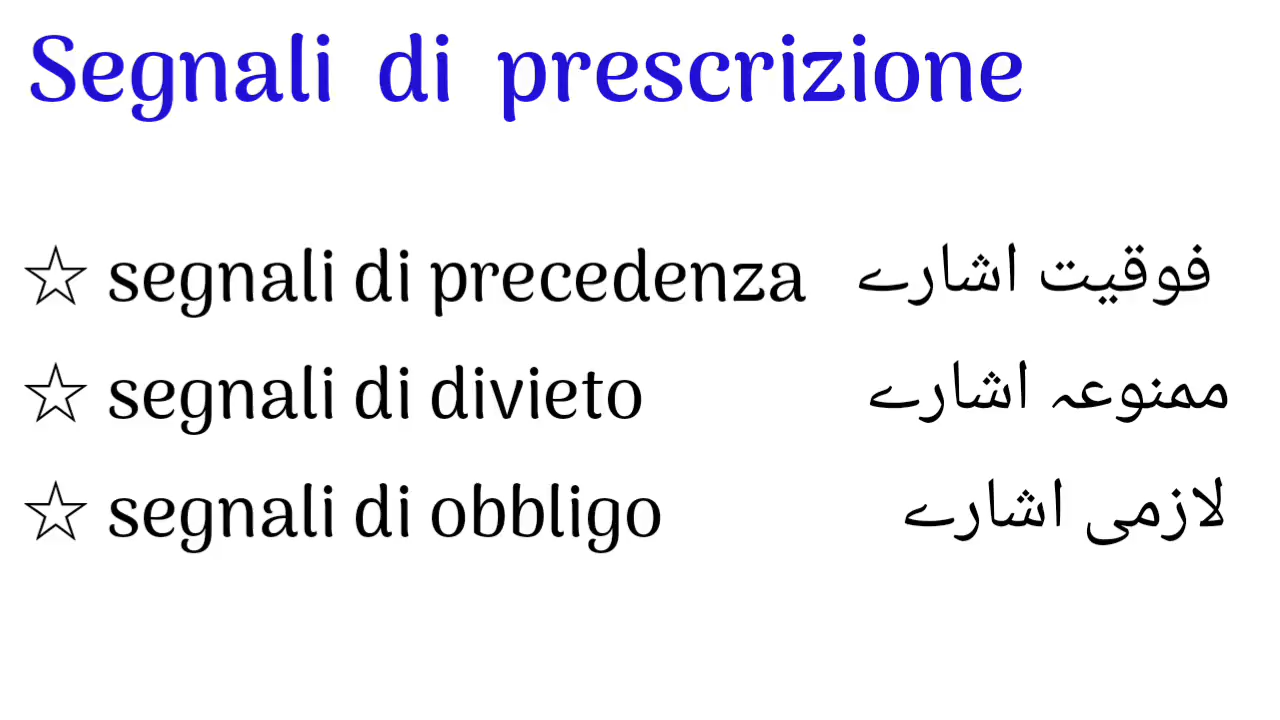 Segnali di prescrizione
☆ segnali di precedenza فوقیت اشارے
☆ segnali di divieto ممنوعہ اشارے
☆ segnali di obbligo لازمی اشارے